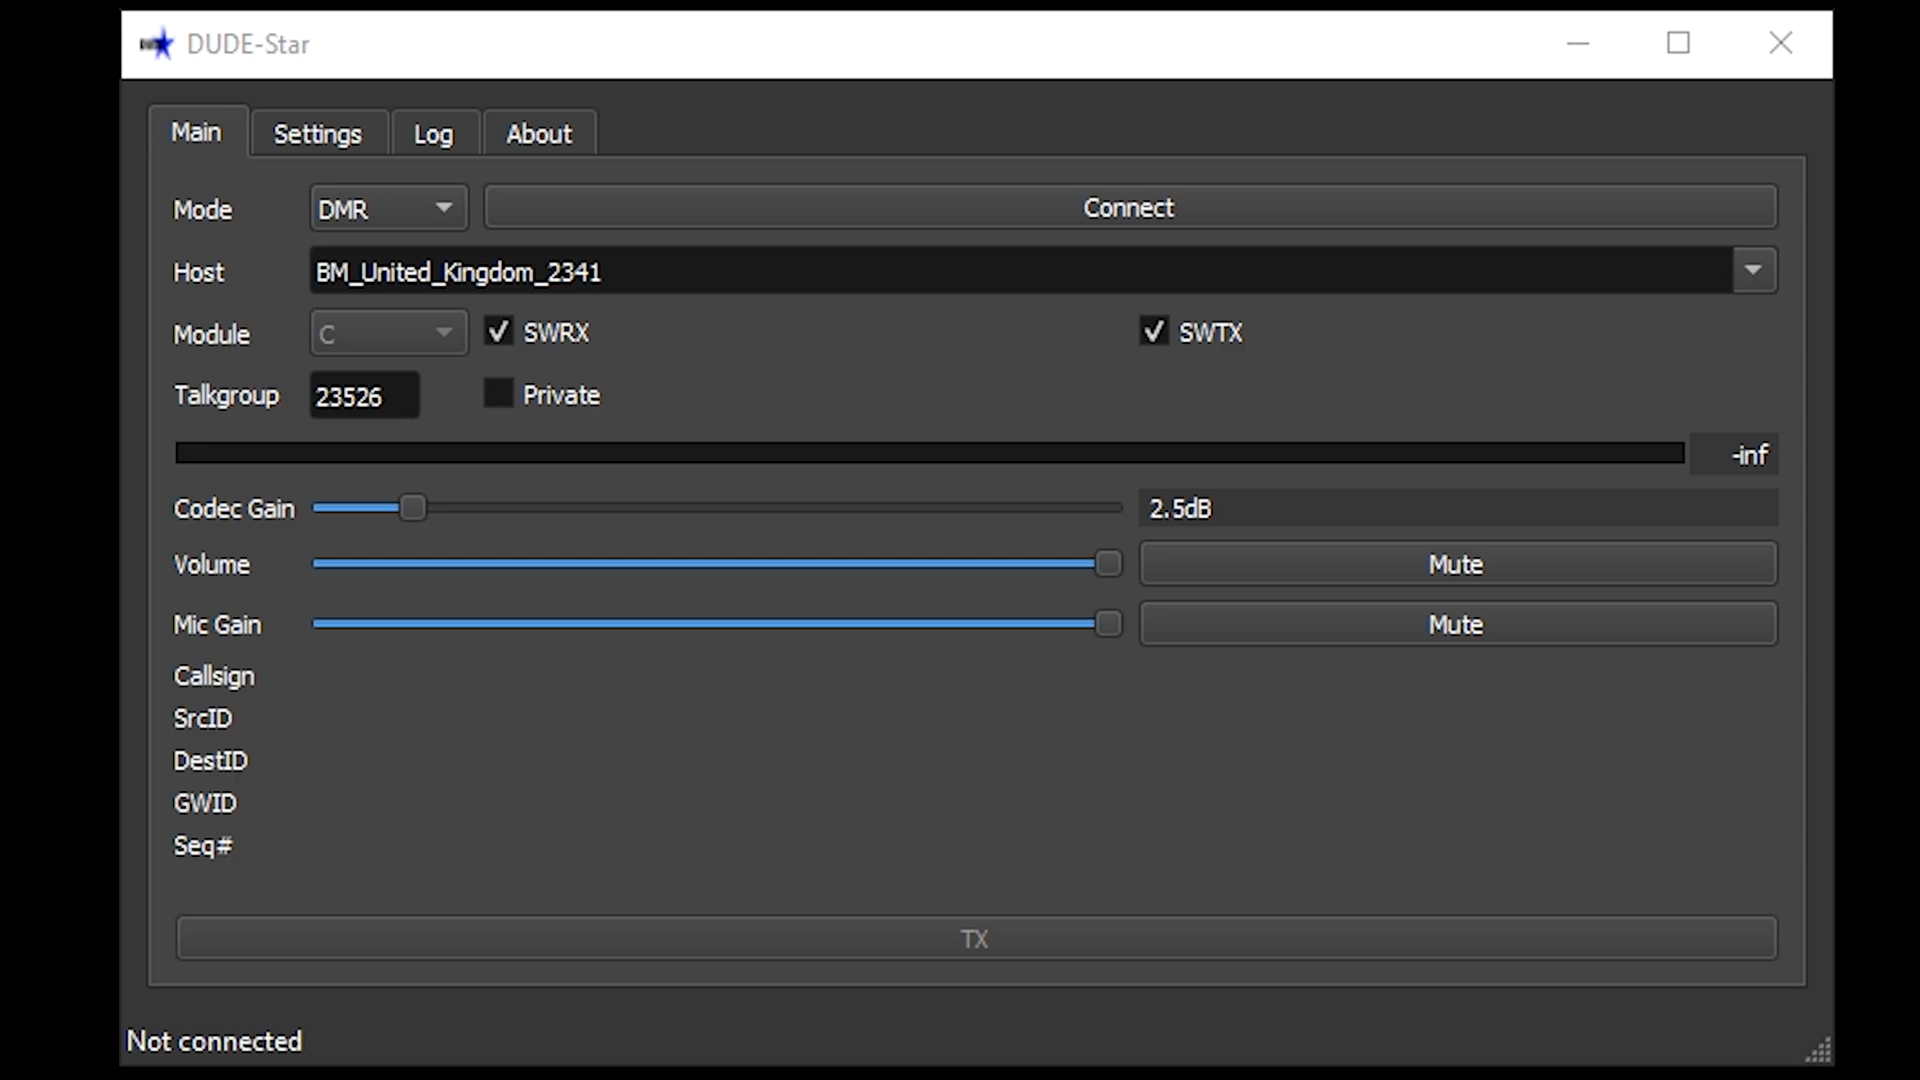 DUDE-Star
Main Settings Log About
Mode DMR Connect
Host BM_United_Kingdom_2341
Module C SWRX SWTX
Talkgroup 23526 Private
-inf
Codec Gain 2.5dB
Volume Mute
Mic Gain Mute
Callsign
SrcID
DestID
GWID
Seq#
TX
Not connected